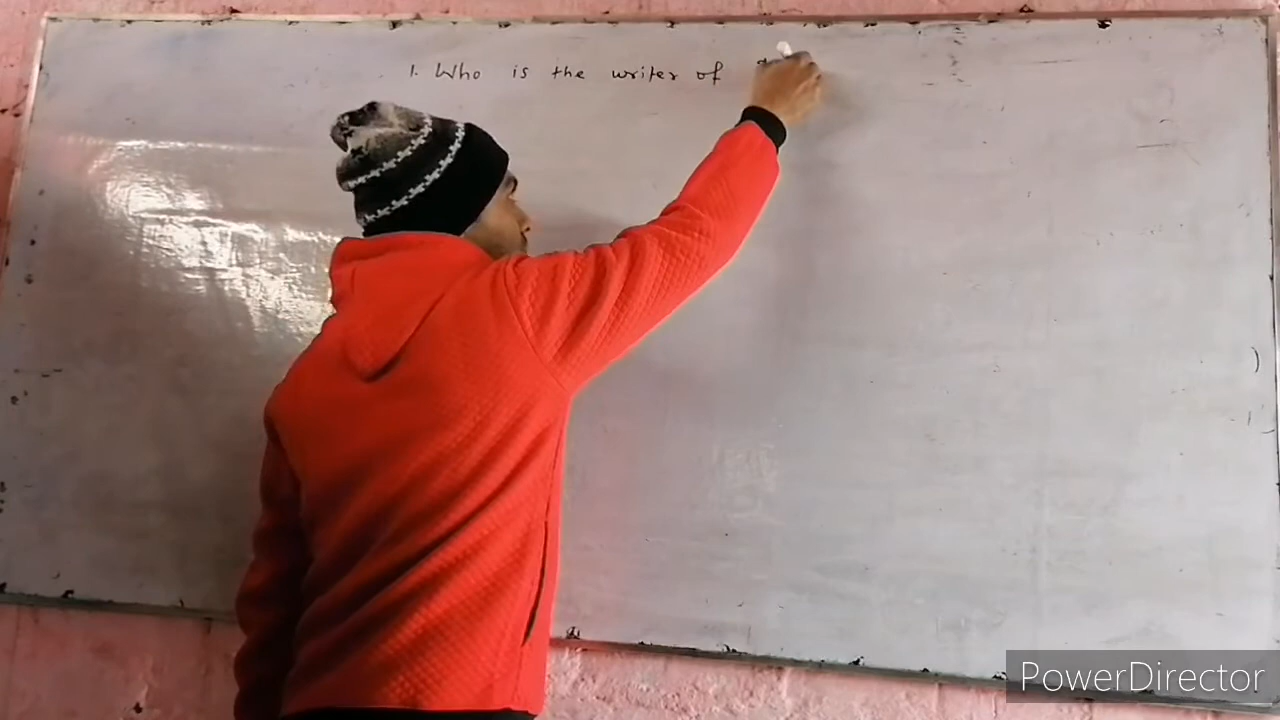 1. Who is the writer of
PowerDirector